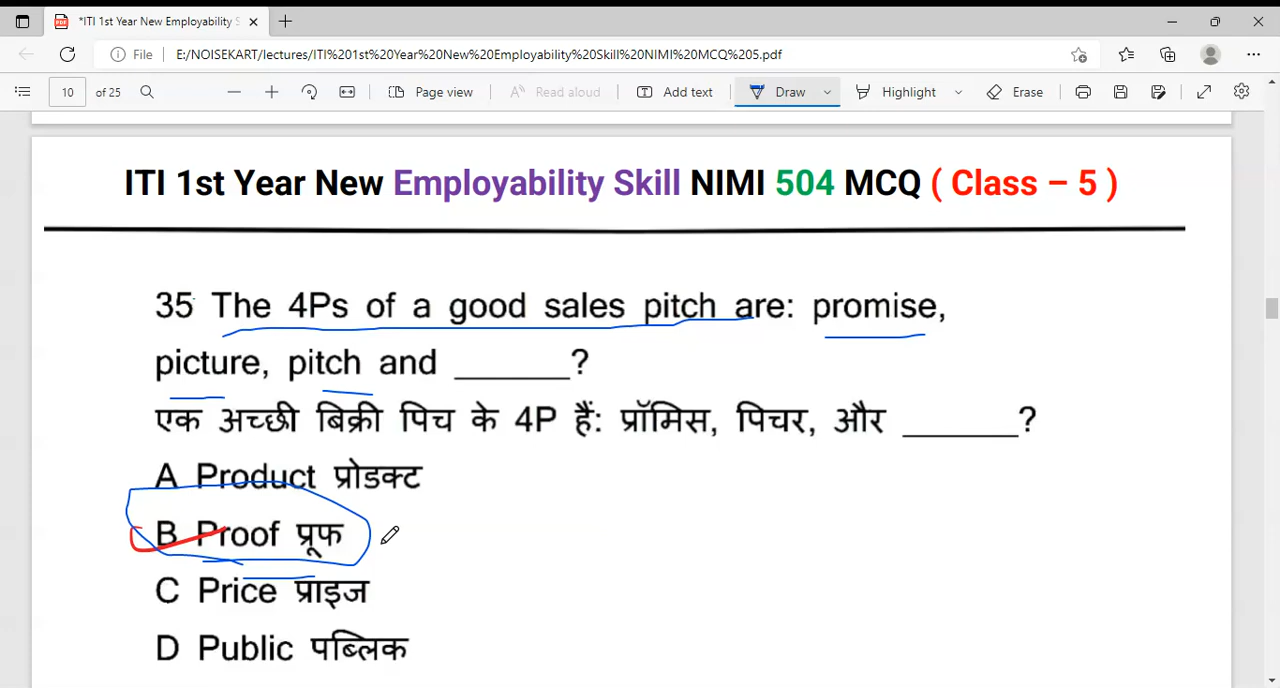 *ITI 1st Year New Employability S
File E:/NOISEKART/lectures/ITI%201st%20Year%20New%20Employability%20Skill%20NIMI%20MCQ%205.pdf
10 of 25 Page view Read aloud Add text Draw Highlight Erase
ITI 1st Year New Employability Skill NIMI 504 MCQ ( Class – 5 )
35 The 4Ps of a good sales pitch are: promise,
picture, pitch and _______?
एक अच्छी बिक्री पिच के 4P हैं: प्रॉमिस, पिचर, और _______?
A Product प्रोडक्ट
B Proof प्रूफ
C Price प्राइज
D Public पब्लिक